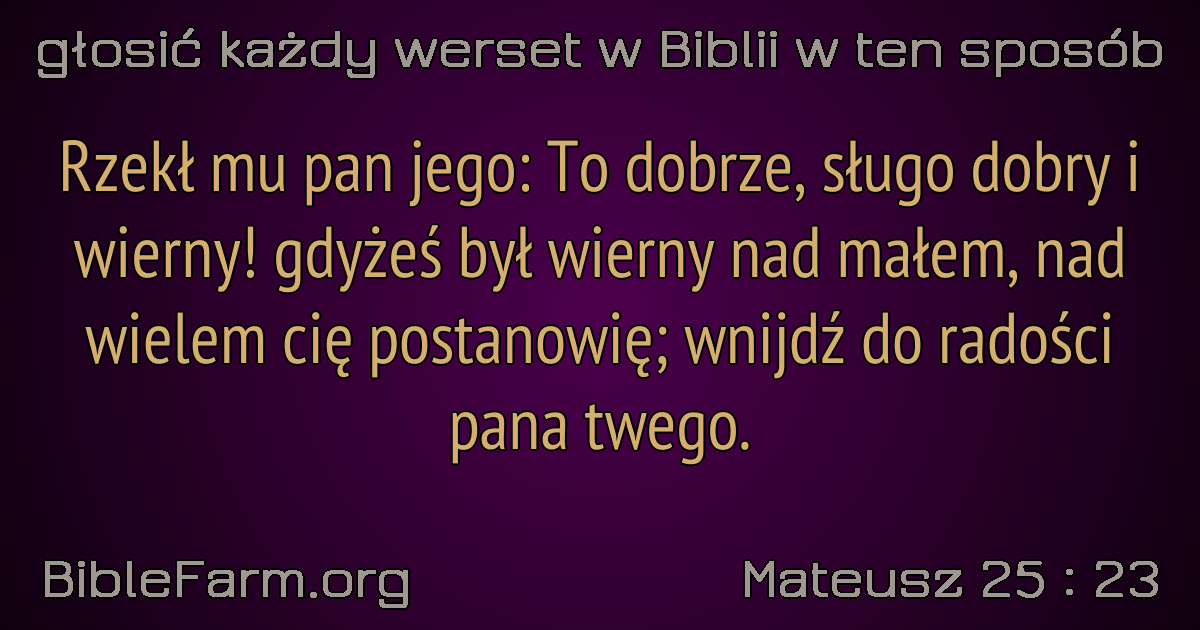 głosić każdy werset w Biblii w ten sposób
Rzekł mu pan jego: To dobrze, sługo dobry i
wierny! gdyżeś był wierny nad małem, nad
wielem cię postanowię; wnijdź do radości
pana twego.
BibleFarm.org
Mateusz 25 : 23